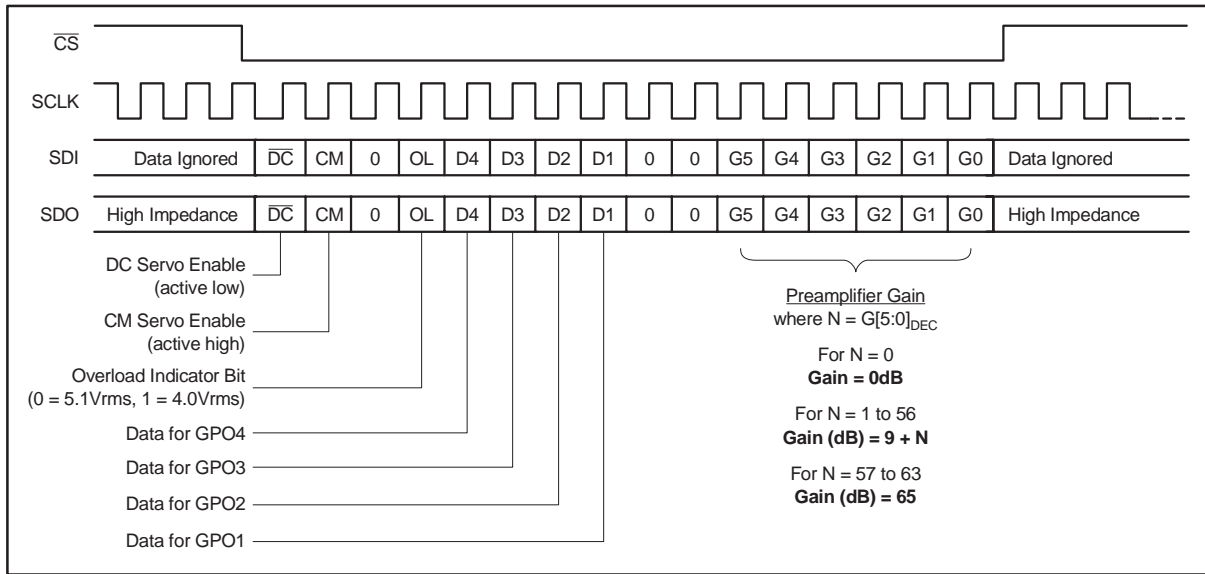 CS
SCLK
SDI Data Ignored DC CM 0 OL D4 D3 D2 D1 0 0 G5 G4 G3 G2 G1 G0 Data Ignored
SDO High Impedance DC CM 0 OL D4 D3 D2 D1 0 0 G5 G4 G3 G2 G1 G0 High Impedance
DC Servo Enable
(active low)
CM Servo Enable
(active high)
Overload Indicator Bit
(0 = 5.1Vrms, 1 = 4.0Vrms)
Data for GPO4
Data for GPO3
Data for GPO2
Data for GPO1
Preamplifier Gain
where N = G[5:0]DEC
For N = 0
Gain = 0dB
For N = 1 to 56
Gain (dB) = 9 + N
For N = 57 to 63
Gain (dB) = 65